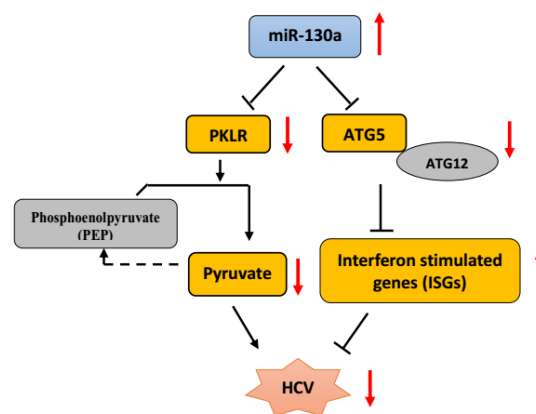 miR-130a
PKLR
ATG5
ATG12
Phosphoenolpyruvate
(PEP)
Pyruvate
Interferon stimulated
genes (ISGs)
HCV